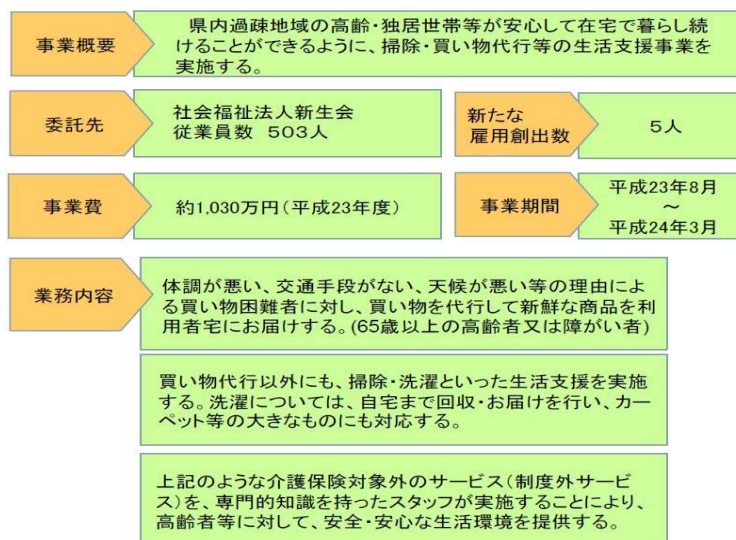 事業概要
県内過疎地域の高齢・独居世帯等が安心して在宅で暮らし続
けることができるように、掃除・買い物代行等の生活支援事業を
実施する。
委託先
社会福祉法人新生会
従業員数 503人
新たな
雇用創出数
5人
事業費
約1,030万円（平成23年度）
事業期間
平成23年8月
～
平成24年3月
業務内容
体調が悪い、交通手段がない、天候が悪い等の理由によ
る買い物困難者に対し、買い物を代行して新鮮な商品を利
用者宅にお届けする。(65歳以上の高齢者又は障がい者)
買い物代行以外にも、掃除・洗濯といった生活支援を実施
する。洗濯については、自宅まで回収・お届けを行い、カー
ペット等の大きなものにも対応する。
上記のような介護保険対象外のサービス（制度外サービ
ス）を、専門的知識を持ったスタッフが実施することにより、
高齢者等に対して、安全・安心な生活環境を提供する。